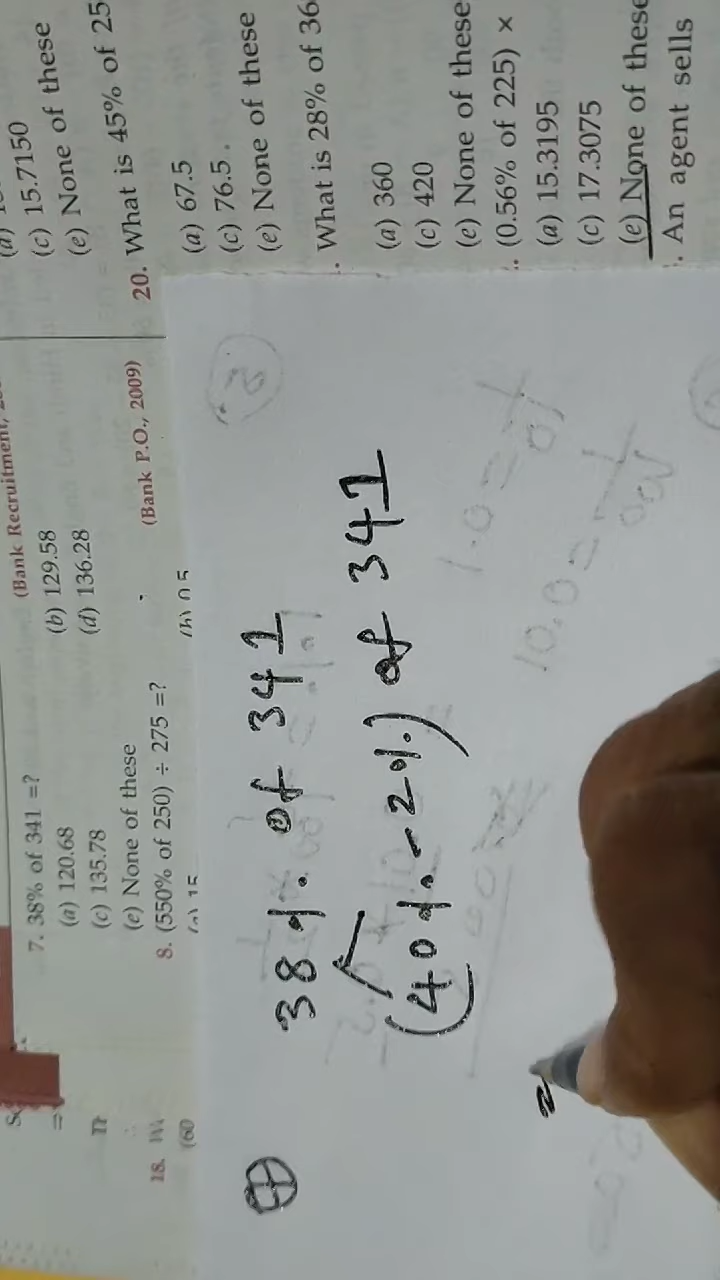 (Bank Recruitment,
7. 38% of 341 =?
(a) 120.68 (b) 129.58
(c) 135.78 (d) 136.28
(e) None of these
8. (550% of 250) ÷ 275 =?
(Bank P.O., 2009)
18.
(60
(c) 15.7150
(e) None of these
20. What is 45% of 25
(a) 67.5
(c) 76.5
(e) None of these
. What is 28% of 36
(a) 360
(c) 420
(e) None of these
. (0.56% of 225) ×
(a) 15.3195
(c) 17.3075
(e) None of these
. An agent sells
38%. of 341
(40%. - 2%.) of 341